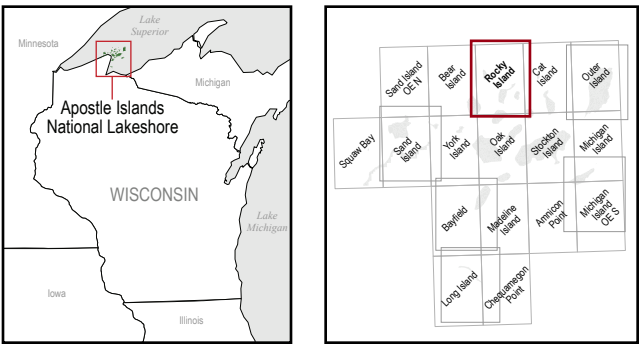 Lake
Superior
Minnesota
Michigan
Apostle Islands
National Lakeshore
WISCONSIN
Lake
Michigan
Iowa
Illinois
Sand Island
OE N
Bear
Island
Rocky
Island
Cat
Island
Outer
Island
Squaw Bay
Sand
Island
York
Island
Oak
Island
Stockton
Island
Michigan
Island
Bayfield
Madeline
Island
Amnicon
Point
Michigan
Island
OE S
Long Island
Chequamegon
Point